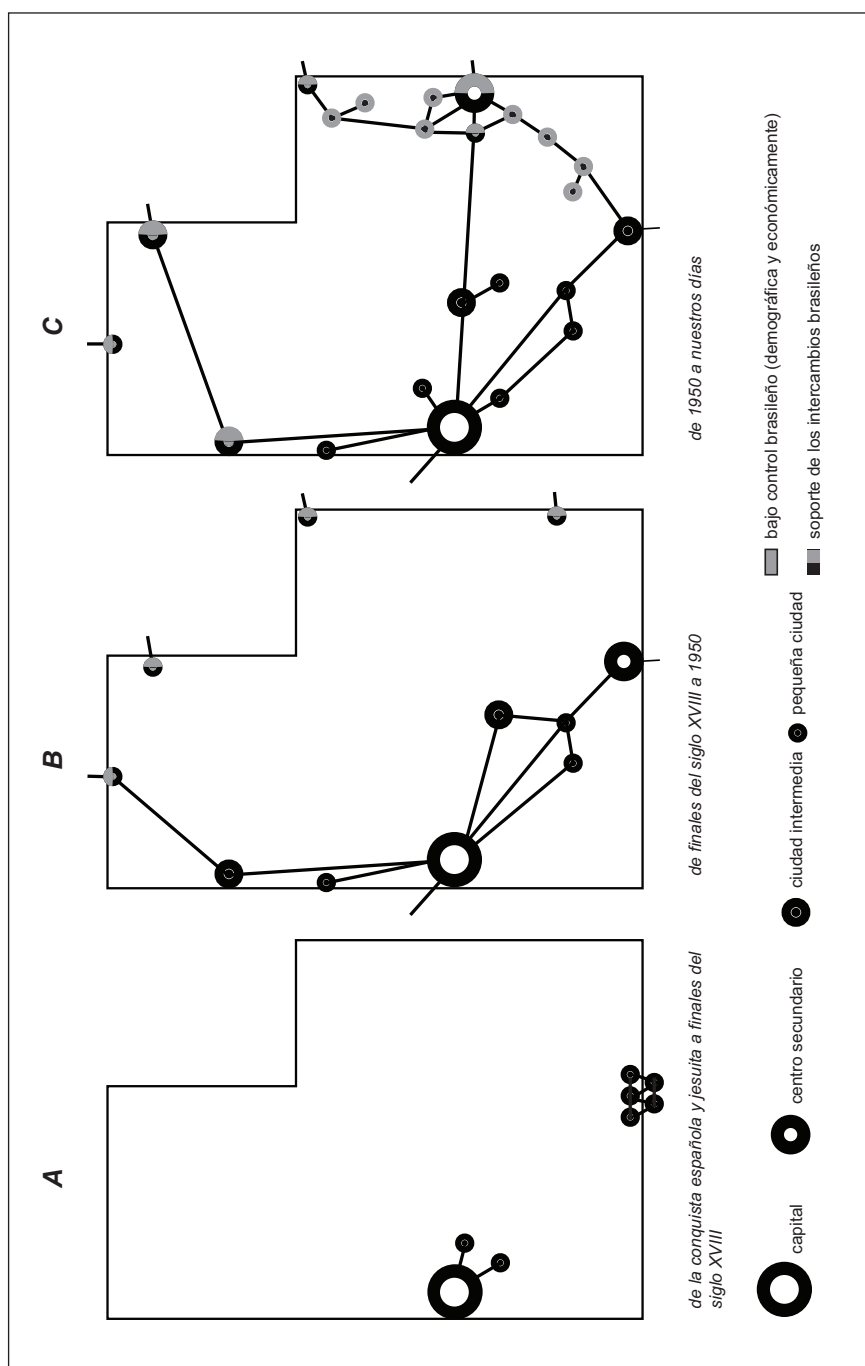 A
B
C
de la conquista española y jesuita a finales del
siglo XVIII
de finales del siglo XVIII a 1950
de 1950 a nuestros días
capital
centro secundario
ciudad intermedia
pequeña ciudad
bajo control brasileño (demográfica y económicamente)
soporte de los intercambios brasileños